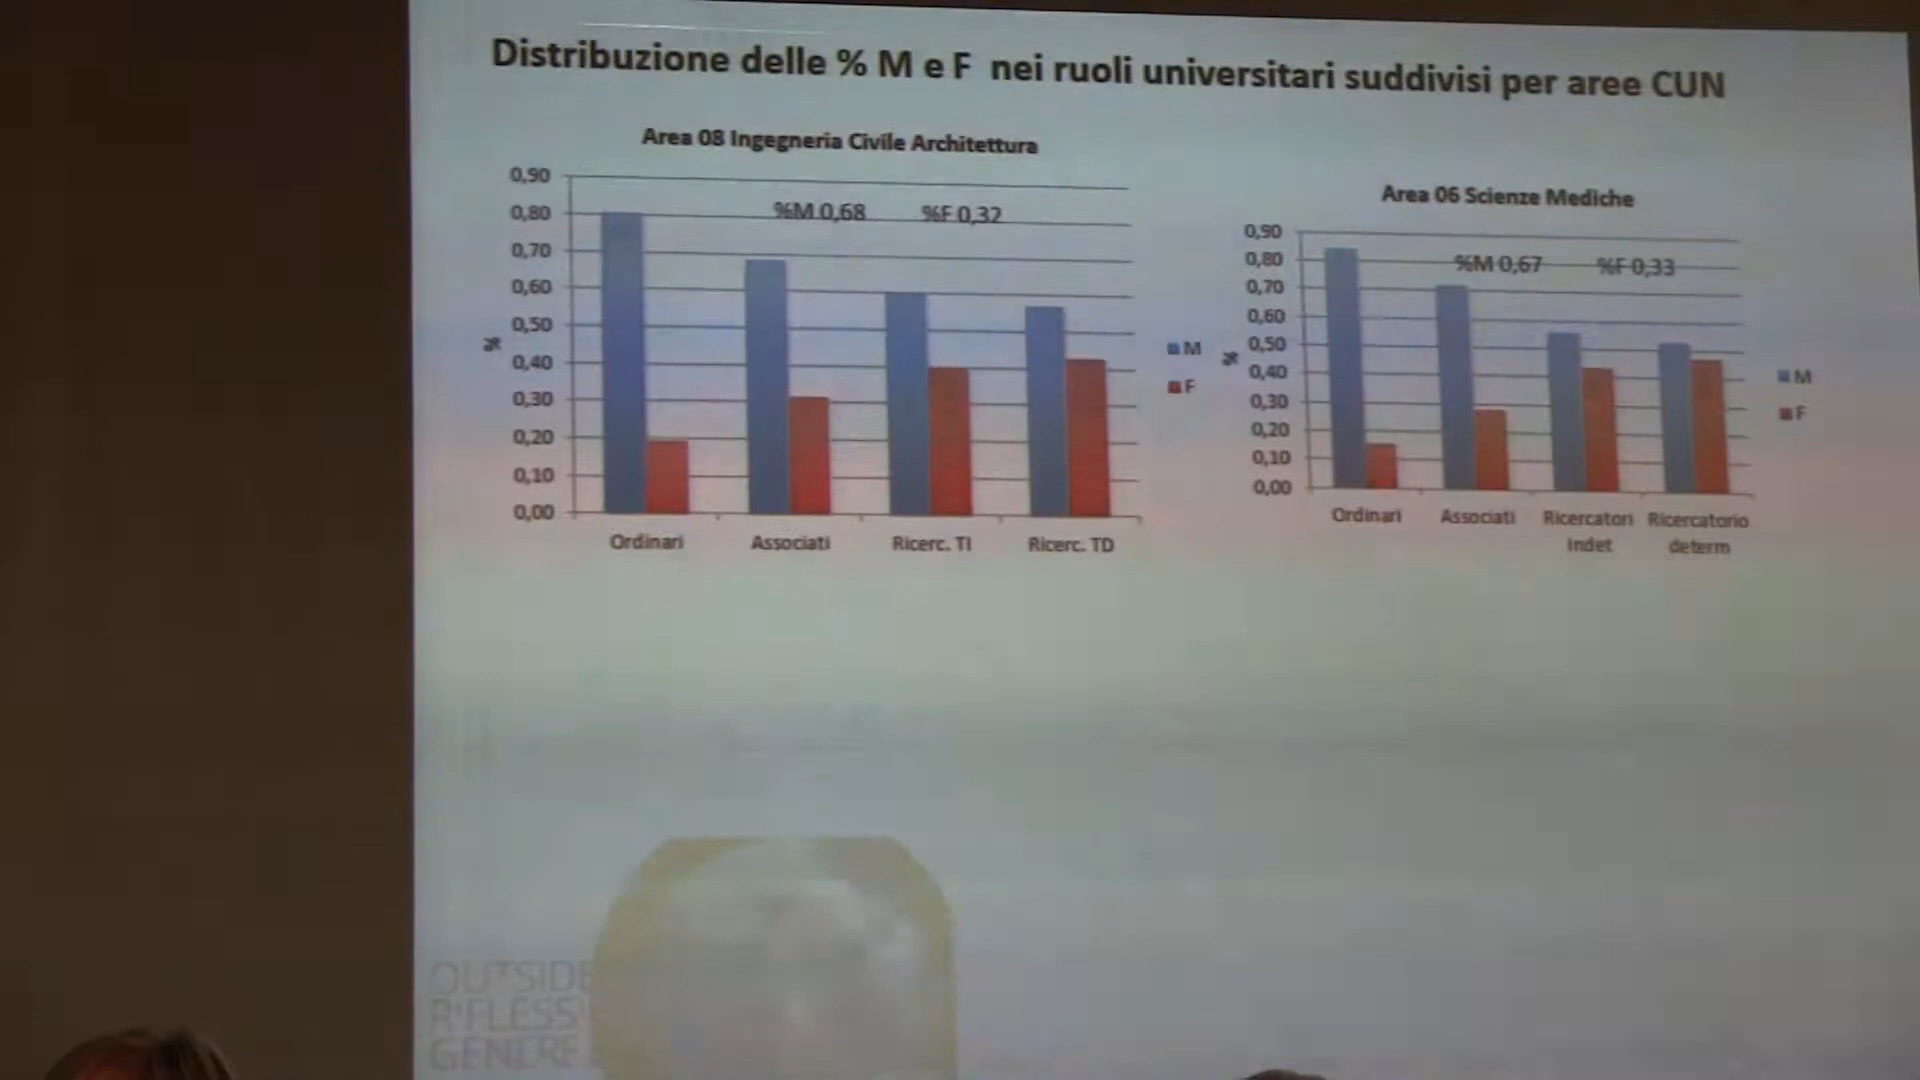 Distribuzione delle % M e F nei ruoli universitari suddivisi per aree CUN
Area 08 Ingegneria Civile Architettura
%M 0,68 %F 0,32
0,90
0,80
0,70
0,60
0,50
0,40
0,30
0,20
0,10
0,00
%
Ordinari Associati Ricerc. TI Ricerc. TD
M
F
Area 06 Scienze Mediche
%M 0,67 %F 0,33
0,90
0,80
0,70
0,60
0,50
0,40
0,30
0,20
0,10
0,00
%
Ordinari Associati Ricercatori Ricercatorio
Indet determ
M
F
OUTSIDE
RIFLESSI
GENERE